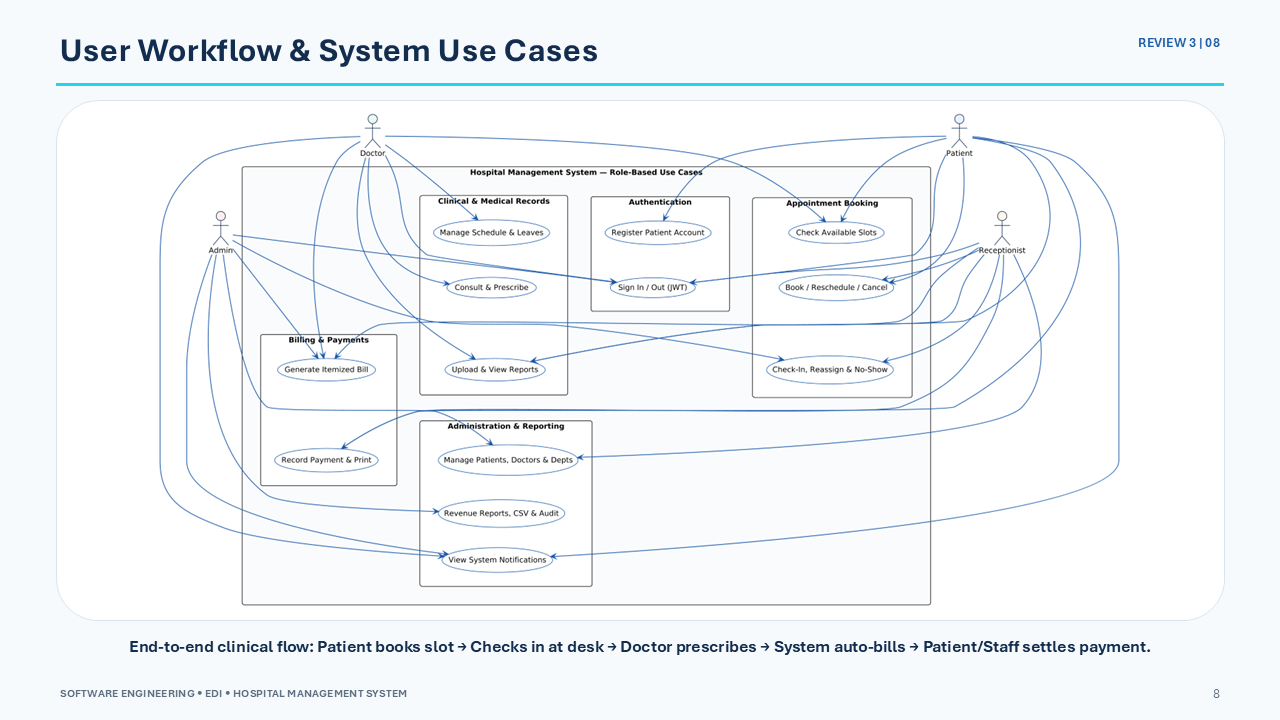 User Workflow & System Use Cases
REVIEW 3 | 08
Doctor
Patient
Hospital Management System — Role-Based Use Cases
Clinical & Medical Records
Authentication
Appointment Booking
Admin
Receptionist
Manage Schedule & Leaves
Register Patient Account
Check Available Slots
Consult & Prescribe
Sign In / Out (JWT)
Book / Reschedule / Cancel
Billing & Payments
Generate Itemized Bill
Upload & View Reports
Check-In, Reassign & No-Show
Administration & Reporting
Record Payment & Print
Manage Patients, Doctors & Depts
Revenue Reports, CSV & Audit
View System Notifications
End-to-end clinical flow: Patient books slot → Checks in at desk → Doctor prescribes → System auto-bills → Patient/Staff settles payment.
SOFTWARE ENGINEERING • EDI • HOSPITAL MANAGEMENT SYSTEM
8